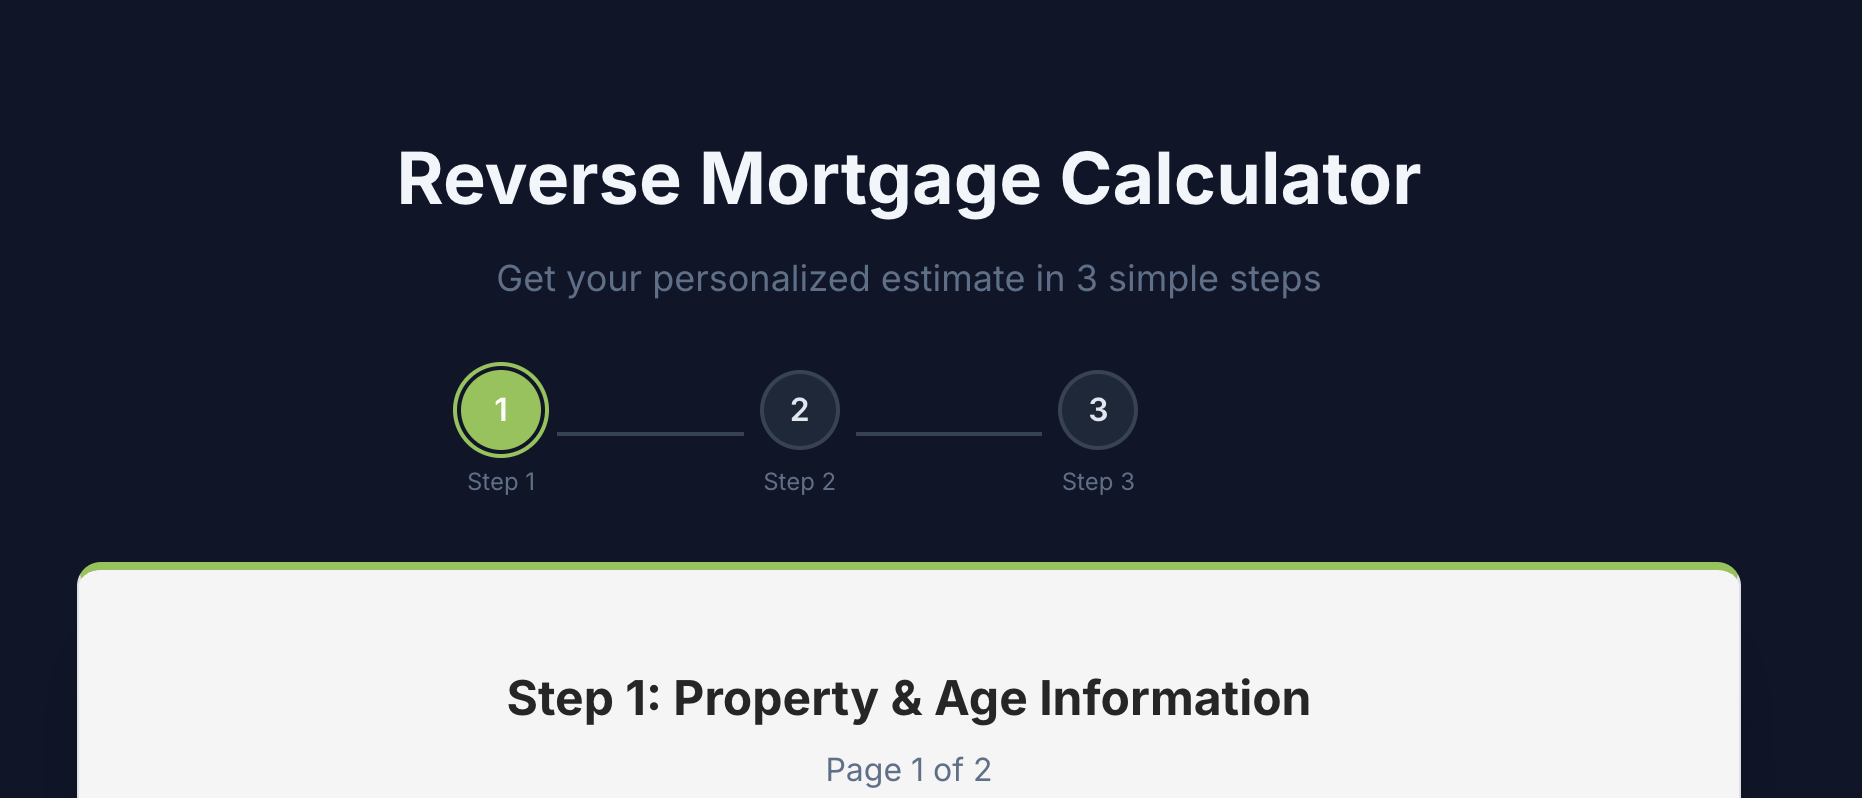 Reverse Mortgage Calculator
Get your personalized estimate in 3 simple steps
1 2 3
Step 1 Step 2 Step 3
Step 1: Property & Age Information
Page 1 of 2